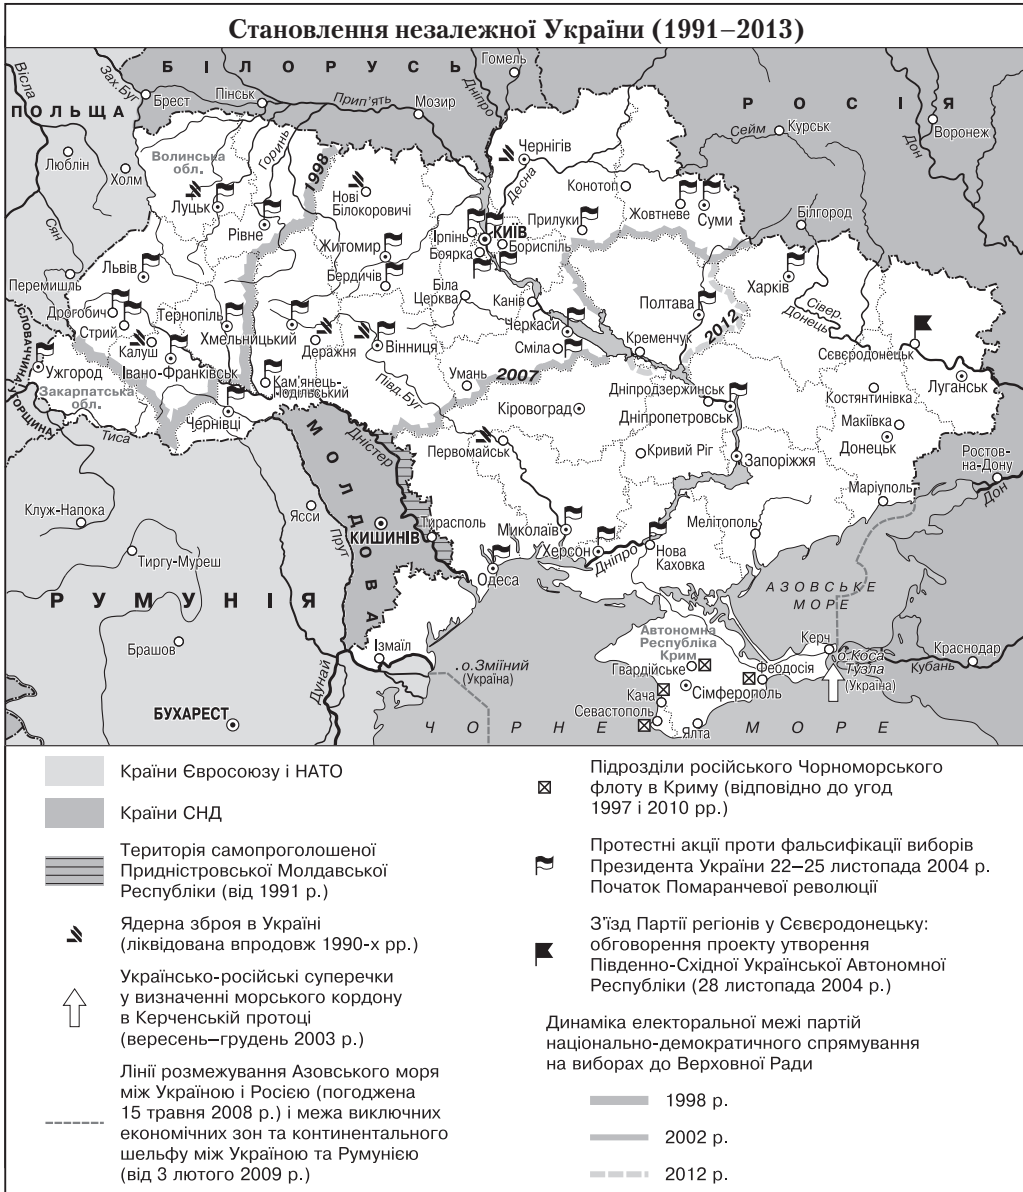 Становлення незалежної України (1991–2013)
БІЛОРУСЬ
ПОЛЬЩА
РОСІЯ
СЛОВАЧЧИНА
УГОРЩИНА
РУМУНІЯ
МОЛДОВА
Вісла
Зах. Буг
Брест
Пінськ
Прип'ять
Мозир
Гомель
Дніпро
Сейм
Курськ
Дон
Воронеж
Люблін
Холм
Волинська
обл.
Горинь
1998
Нові
Білокоровичі
Чернігів
Десна
Конотоп
Луцьк
Рівне
Прилуки
Жовтневе
Суми
Білгород
Сян
Житомир
Ірпінь
КИЇВ
Боярка
Бориспіль
Львів
Бердичів
Перемишль
Біла
Церква
Канів
Полтава
Харків
Сівер.
Донець
Дрогобич
Стрий
Тернопіль
Калуш
Хмельницький
Деражня
Вінниця
Черкаси
Сміла
Кременчук
2012
Сєвєродонецьк
Ужгород
Івано-Франківськ
Кам'янець-
Подільський
Умань
2007
Луганськ
Закарпатська
обл.
Півд. Буг
Дніпродзержинськ
Костянтинівка
Чернівці
Кіровоград
Дніпропетровськ
Макіївка
Тиса
Дністер
Первомайськ
Кривий Ріг
Запоріжжя
Донецьк
Ростов-
на-Дону
Дон
Маріуполь
Клуж-Напока
Ясси
Прут
КИШИНІВ
Тирасполь
Миколаїв
Мелітополь
Тиргу-Муреш
Одеса
Херсон
Дніпро
Нова
Каховка
АЗОВСЬКЕ
МОРЕ
Брашов
Ізмаїл
Автономна
Республіка
Крим
Гвардійське
Керч
Краснодар
о. Зміїний
(Україна)
Феодосія
о. Коса
Тузла
(Україна)
Кубань
Дунай
Кача
Сімферополь
Севастополь
БУХАРЕСТ
Ялта
ЧОРНЕ МОРЕ
Країни Євросоюзу і НАТО
Країни СНД
Територія самопроголошеної
Придністровської Молдавської
Республіки (від 1991 р.)
Ядерна зброя в Україні
(ліквідована впродовж 1990-х рр.)
Українсько-російські суперечки
у визначенні морського кордону
в Керченській протоці
(вересень–грудень 2003 р.)
Лінії розмежування Азовського моря
між Україною і Росією (погоджена
15 травня 2008 р.) і межа виключних
економічних зон та континентального
шельфу між Україною та Румунією
(від 3 лютого 2009 р.)
Підрозділи російського Чорноморського
флоту в Криму (відповідно до угод
1997 і 2010 рр.)
Протестні акції проти фальсифікації виборів
Президента України 22–25 листопада 2004 р.
Початок Помаранчевої революції
З'їзд Партії регіонів у Сєвєродонецьку:
обговорення проекту утворення
Південно-Східної Української Автономної
Республіки (28 листопада 2004 р.)
Динаміка електоральної межі партій
національно-демократичного спрямування
на виборах до Верховної Ради
1998 р.
2002 р.
2012 р.